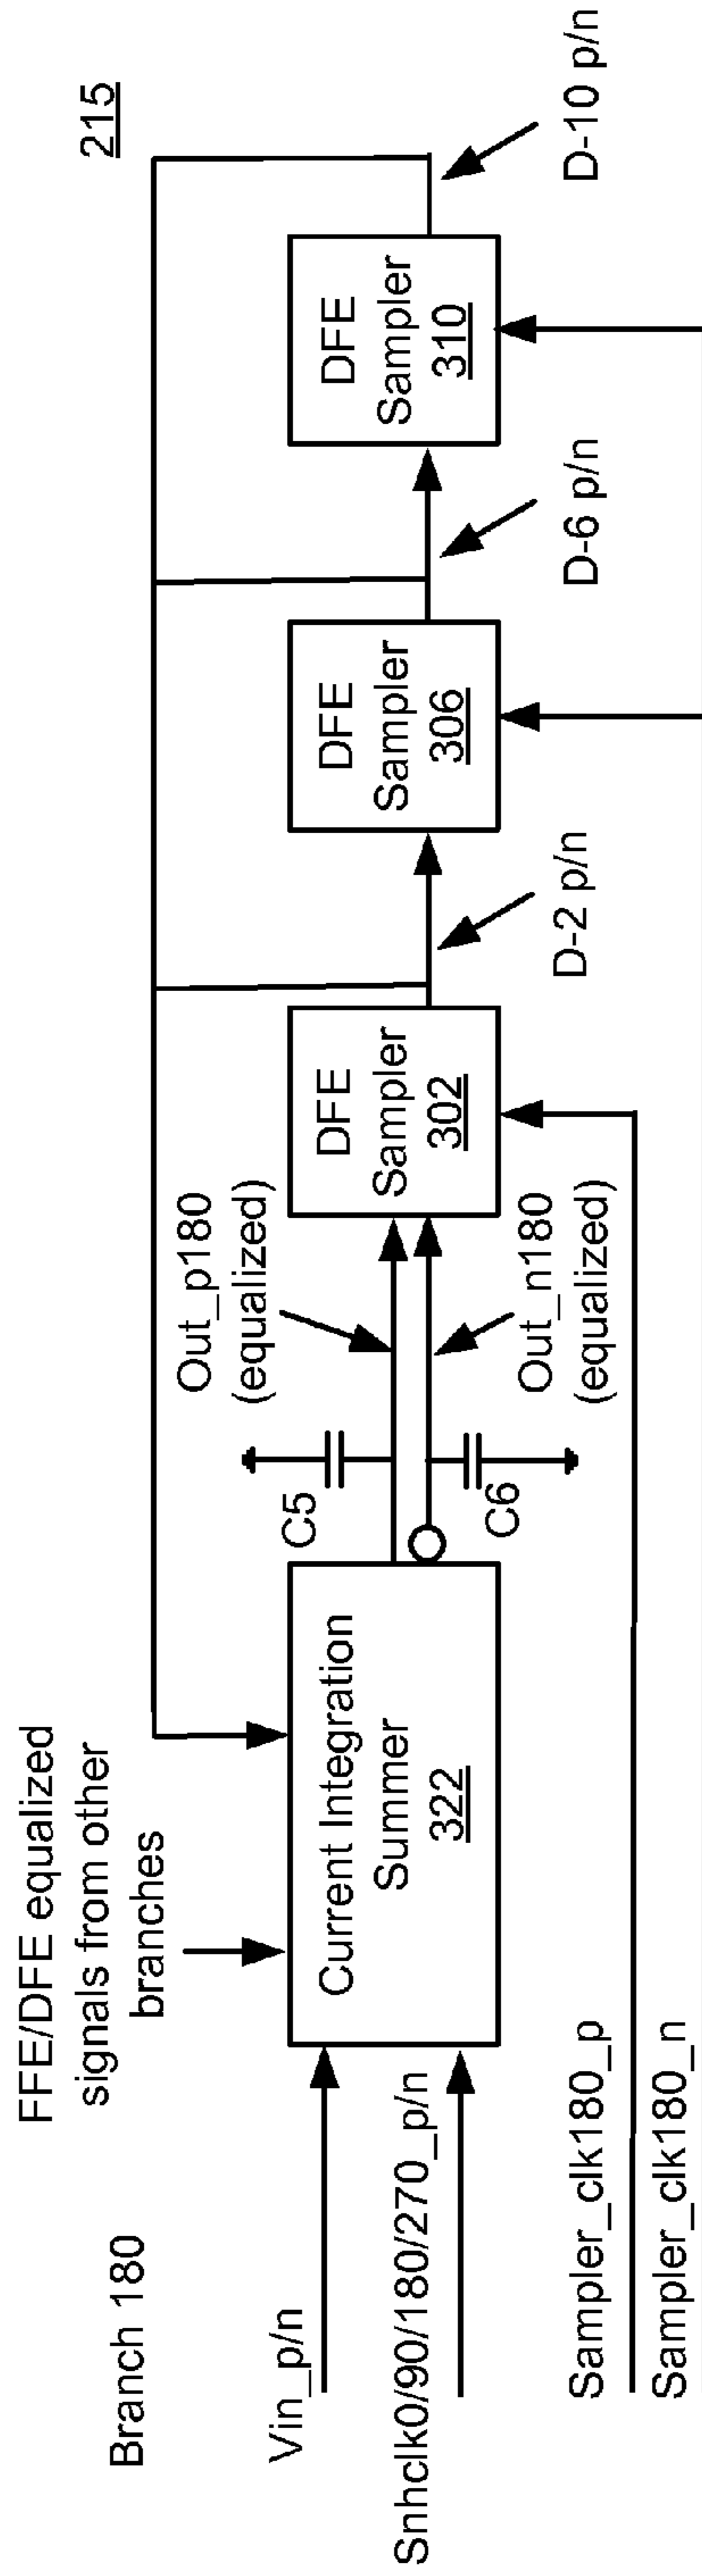 215
Branch 180
FFE/DFE equalized
signals from other
branches
Vin_p/n
Snhclk0/90/180/270_p/n
Current Integration
Summer
322
C5
C6
Out_p180
(equalized)
Out_n180
(equalized)
DFE
Sampler
302
D-2 p/n
DFE
Sampler
306
D-6 p/n
DFE
Sampler
310
D-10 p/n
Sampler_clk180_p
Sampler_clk180_n